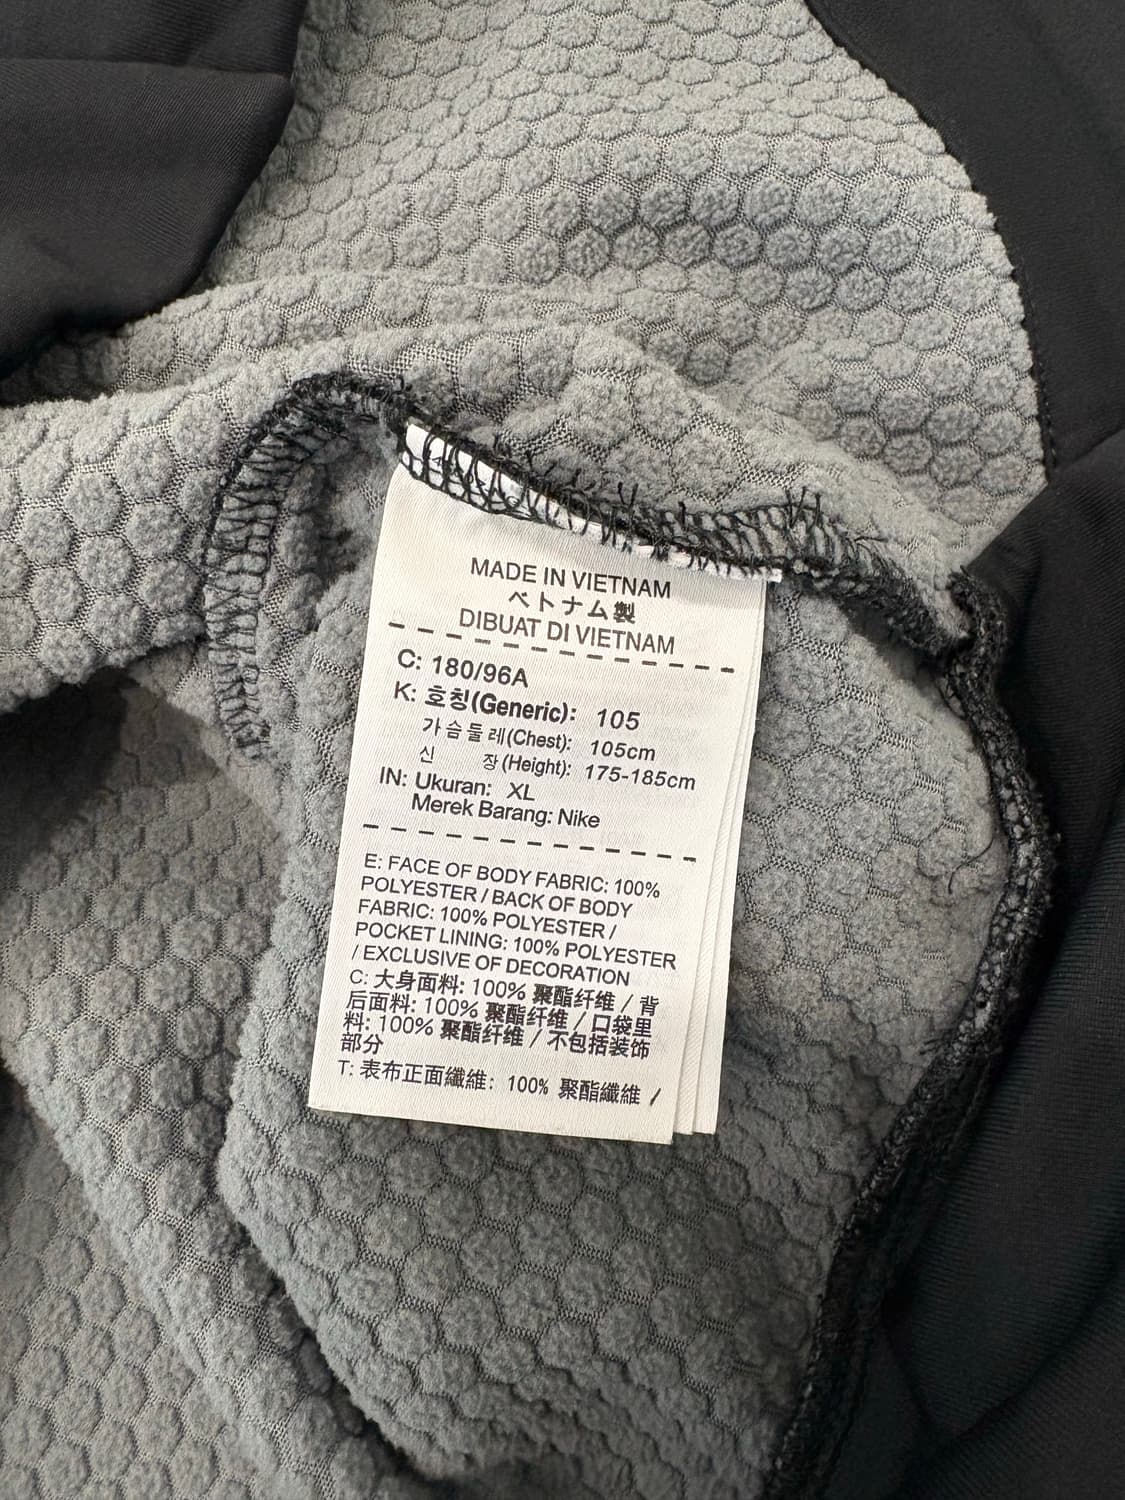 MADE IN VIETNAM
ベトナム製
DIBUAT DI VIETNAM
C: 180/96A
K: 호칭(Generic): 105
가슴둘레(Chest): 105cm
신 장(Height): 175-185cm
IN: Ukuran: XL
Merek Barang: Nike
E: FACE OF BODY FABRIC: 100%
POLYESTER / BACK OF BODY
FABRIC: 100% POLYESTER /
POCKET LINING: 100% POLYESTER
/ EXCLUSIVE OF DECORATION
C: 大身面料: 100% 聚酯纤维 / 背
后面料: 100% 聚酯纤维 / 口袋里
料: 100% 聚酯纤维 / 不包括装饰
部分
T: 表布正面纖維: 100% 聚酯纖維 /